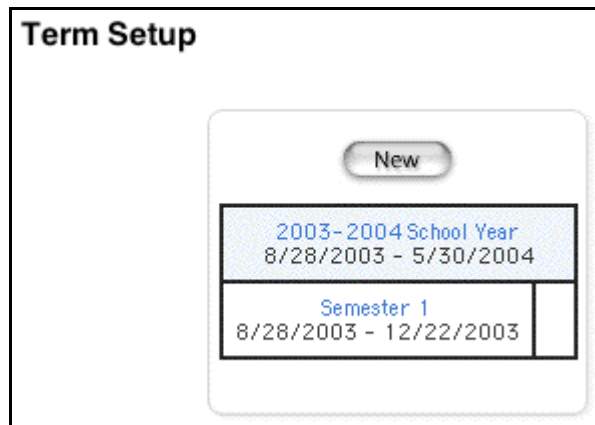 Term Setup
New
2003-2004 School Year
8/28/2003 - 5/30/2004
Semester 1
8/28/2003 - 12/22/2003